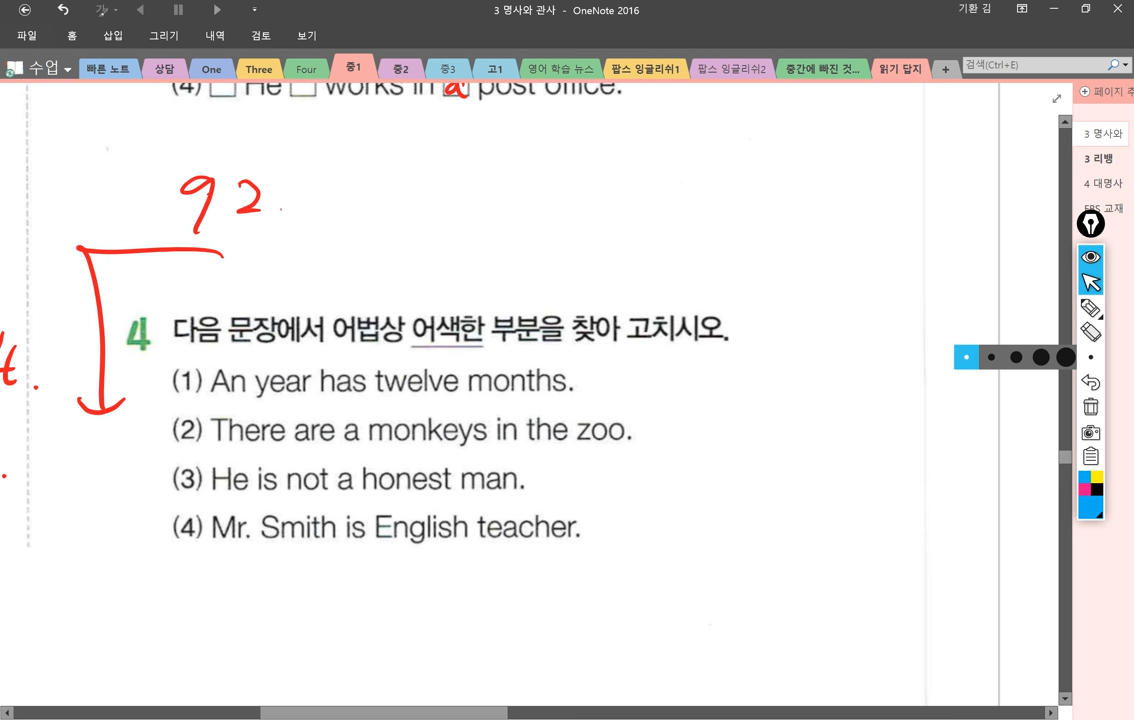 3 명사와 관사 - OneNote 2016
기환 김
파일 홈 삽입 그리기 내역 검토 보기
수업 빠른 노트 상담 One Three Four 중1 중2 중3 고1 영어 학습 뉴스 팝스 잉글리쉬1 팝스 잉글리쉬2 중간에 빠진 것... 읽기 답지 + 검색(Ctrl+E)
페이지 추
3 명사와
3 리뱅
4 대명사
EBS 교재
(4) He works in a post office.
92
t.
4 다음 문장에서 어법상 어색한 부분을 찾아 고치시오.
(1) An year has twelve months.
(2) There are a monkeys in the zoo.
(3) He is not a honest man.
(4) Mr. Smith is English teacher.